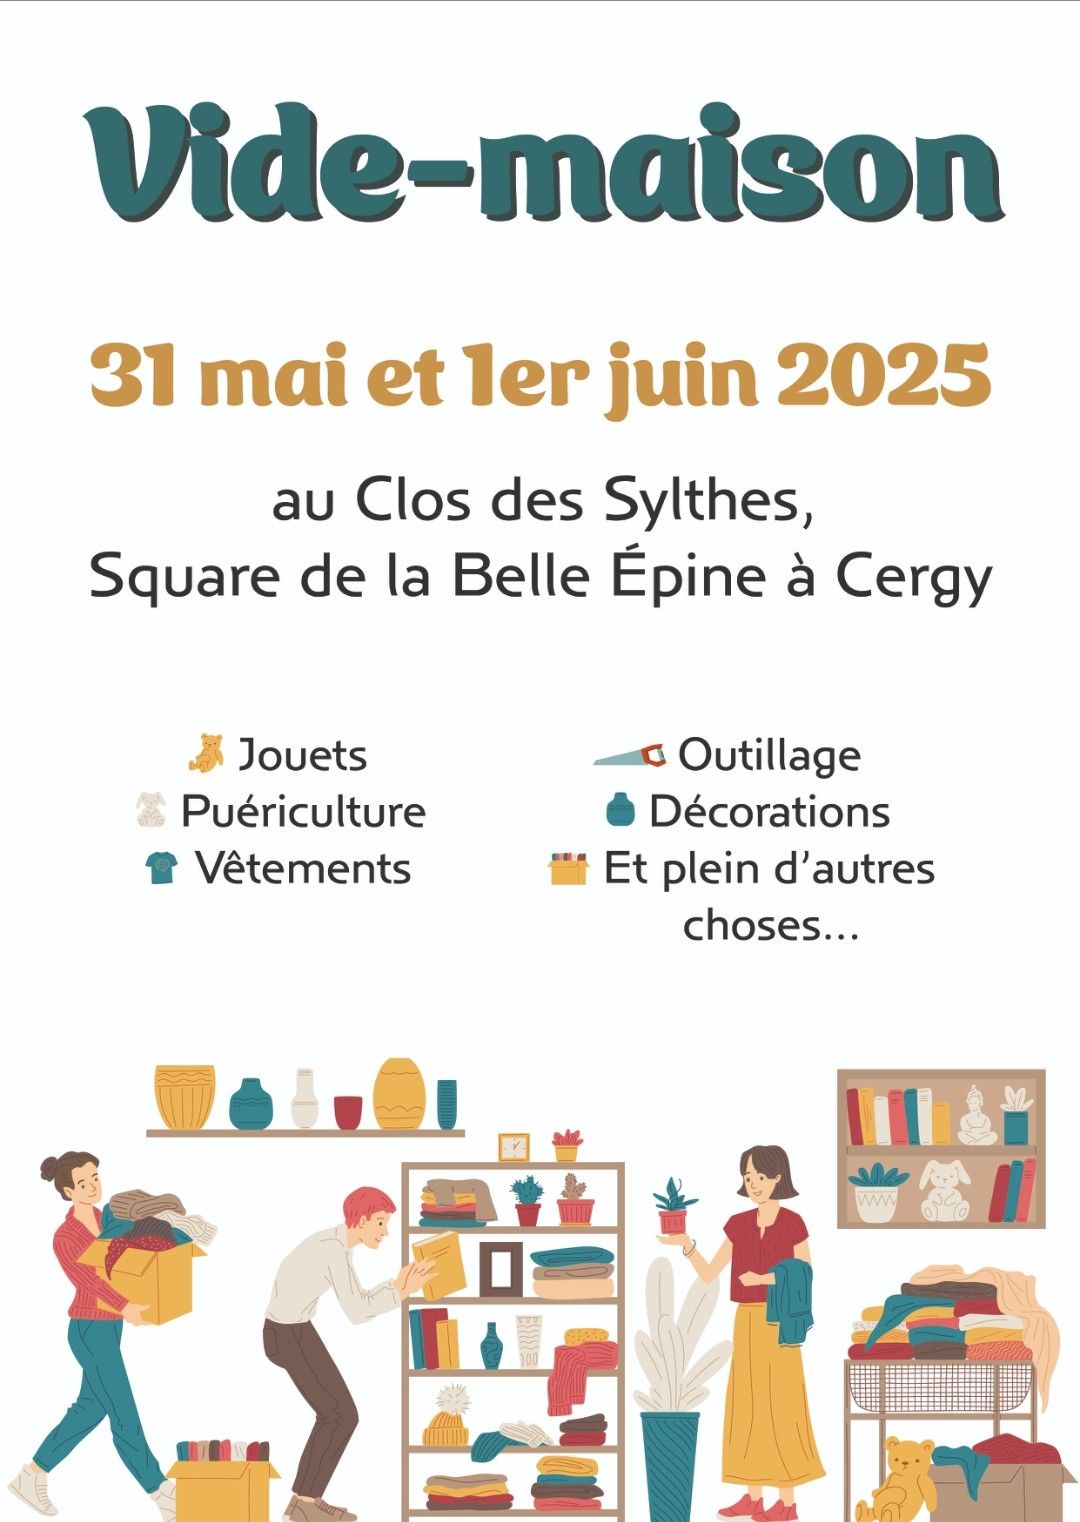 Vide-maison
31 mai et 1er juin 2025
au Clos des Sylthes,
Square de la Belle Épine à Cergy
Jouets
Puériculture
Vêtements
Outillage
Décorations
Et plein d’autres
choses...